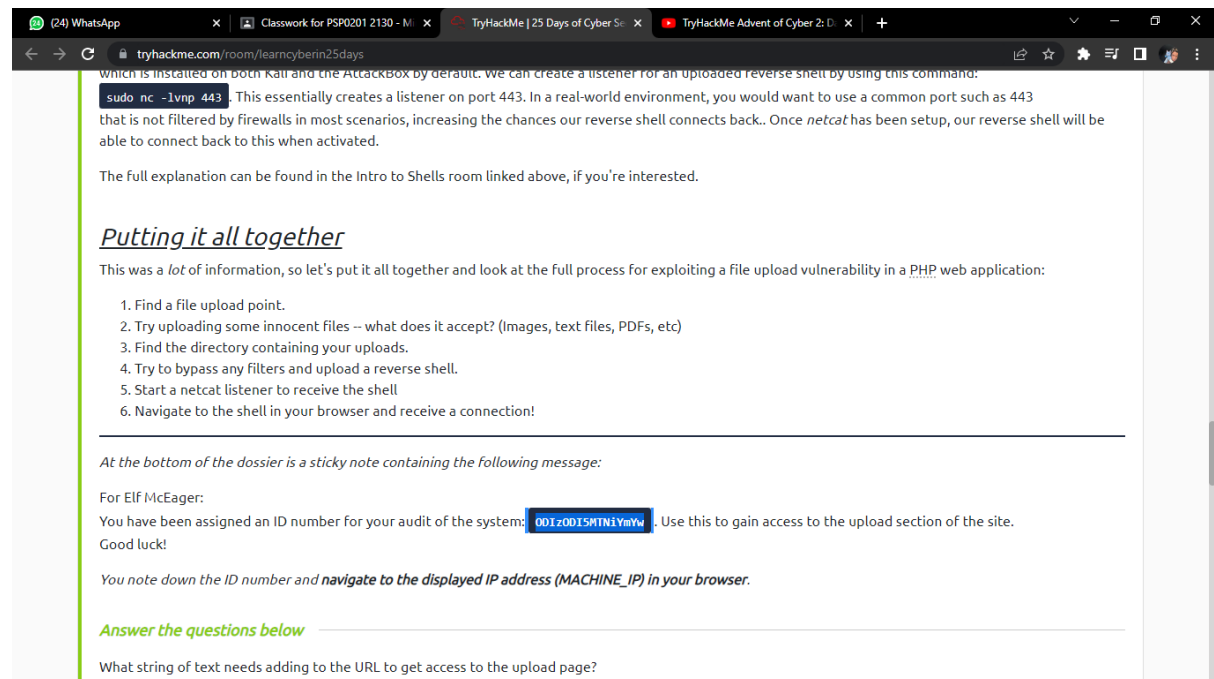 (24) WhatsApp
Classwork for PSP0201 2130 - M
TryHackMe | 25 Days of Cyber Se
TryHackMe Advent of Cyber 2: D
tryhackme.com/room/learncyberin25days
which is installed on both Kali and the AttackBox by default. We can create a listener for an uploaded reverse shell by using this command:
sudo nc -lvnp 443 . This essentially creates a listener on port 443. In a real-world environment, you would want to use a common port such as 443
that is not filtered by firewalls in most scenarios, increasing the chances our reverse shell connects back.. Once netcat has been setup, our reverse shell will be
able to connect back to this when activated.
The full explanation can be found in the Intro to Shells room linked above, if you're interested.
Putting it all together
This was a lot of information, so let's put it all together and look at the full process for exploiting a file upload vulnerability in a PHP web application:
1. Find a file upload point.
2. Try uploading some innocent files -- what does it accept? (Images, text files, PDFs, etc)
3. Find the directory containing your uploads.
4. Try to bypass any filters and upload a reverse shell.
5. Start a netcat listener to receive the shell
6. Navigate to the shell in your browser and receive a connection!
At the bottom of the dossier is a sticky note containing the following message:
For Elf McEager:
You have been assigned an ID number for your audit of the system: ODIzODI5MTNiYmYw . Use this to gain access to the upload section of the site.
Good luck!
You note down the ID number and navigate to the displayed IP address (MACHINE_IP) in your browser.
Answer the questions below
What string of text needs adding to the URL to get access to the upload page?